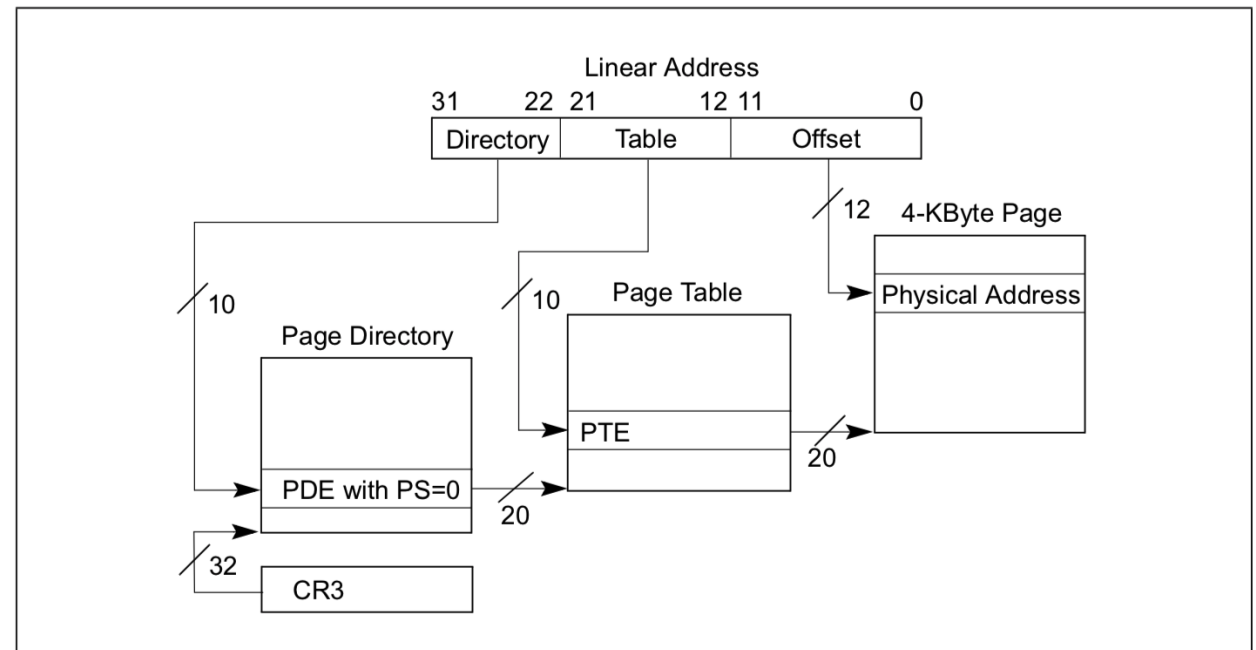 Linear Address
31 22 21 12 11 0
Directory Table Offset
12
4-KByte Page
Physical Address
10
10
Page Table
Page Directory
PTE
20
PDE with PS=0
20
32
CR3